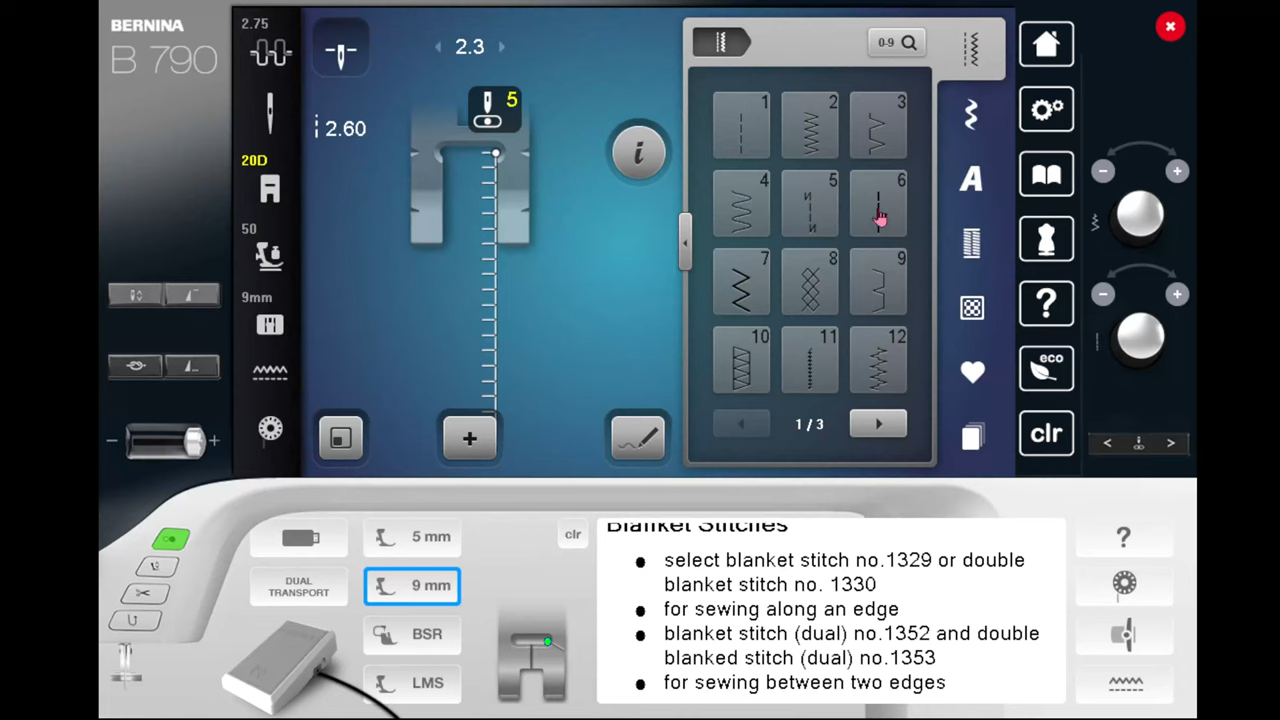 BERNINA
B 790
2.75
20D
50
9mm
2.3
2.60
5
i
0-9
1
2
3
4
5
6
7
8
9
10
11
12
1 / 3
A
?
eco
clr
DUAL
TRANSPORT
5 mm
9 mm
BSR
LMS
clr
Blanket Stitches
● select blanket stitch no.1329 or double
blanket stitch no. 1330
● for sewing along an edge
● blanket stitch (dual) no.1352 and double
blanked stitch (dual) no.1353
● for sewing between two edges
?